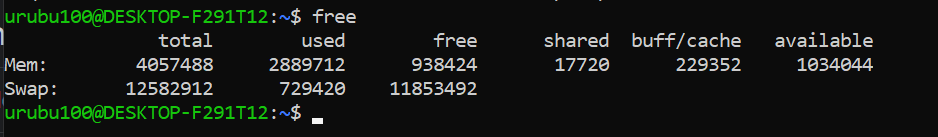 urubu100@DESKTOP-F291T12:~$ free
total used free shared buff/cache available
Mem: 4057488 2889712 938424 17720 229352 1034044
Swap: 12582912 729420 11853492
urubu100@DESKTOP-F291T12:~$